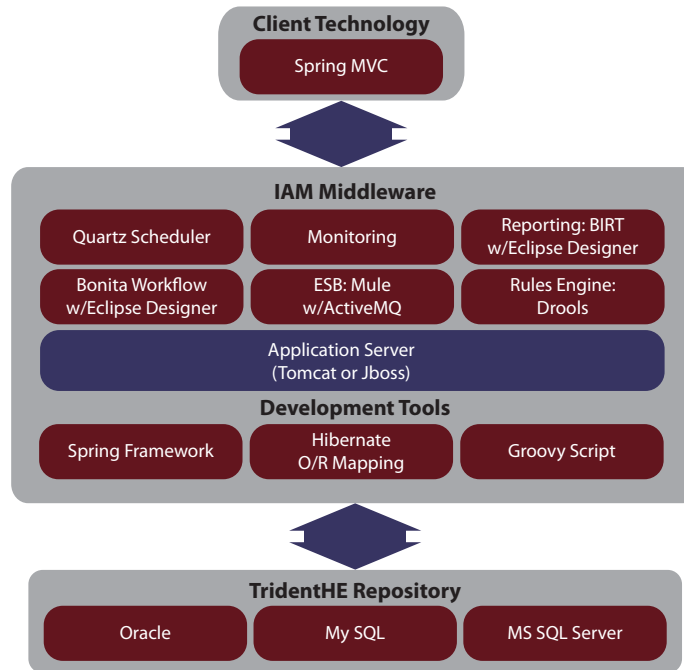 Client Technology
Spring MVC
IAM Middleware
Quartz Scheduler
Monitoring
Reporting: BIRT
w/Eclipse Designer
Bonita Workflow
w/Eclipse Designer
ESB: Mule
w/ActiveMQ
Rules Engine:
Drools
Application Server
(Tomcat or Jboss)
Development Tools
Spring Framework
Hibernate
O/R Mapping
Groovy Script
TridentHE Repository
Oracle
My SQL
MS SQL Server